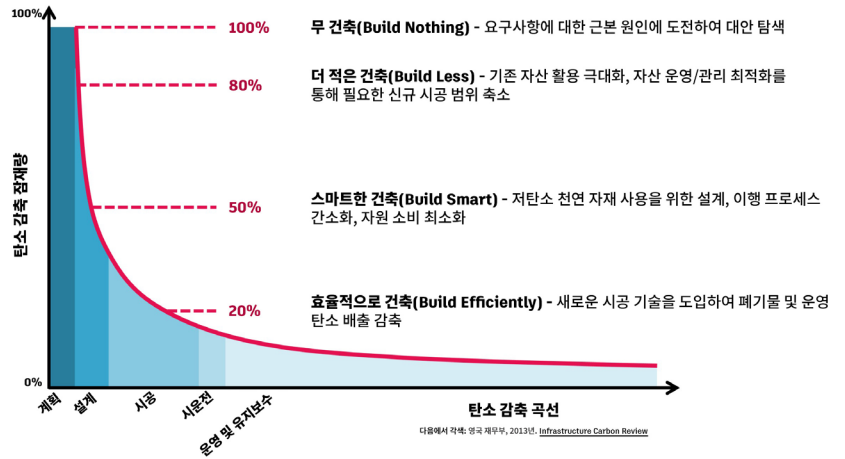 100%
100%
무 건축(Build Nothing) - 요구사항에 대한 근본 원인에 도전하여 대안 탐색
80%
더 적은 건축(Build Less) - 기존 자산 활용 극대화, 자산 운영/관리 최적화를
통해 필요한 신규 시공 범위 축소
탄소 감축 잠재량
50%
스마트한 건축(Build Smart) - 저탄소 천연 자재 사용을 위한 설계, 이행 프로세스
간소화, 자원 소비 최소화
20%
효율적으로 건축(Build Efficiently) - 새로운 시공 기술을 도입하여 폐기물 및 운영
탄소 배출 감축
0%
계획
설계
시공
시운전
운영 및 유지보수
탄소 감축 곡선
다음에서 각색: 영국 재무부, 2013년. Infrastructure Carbon Review